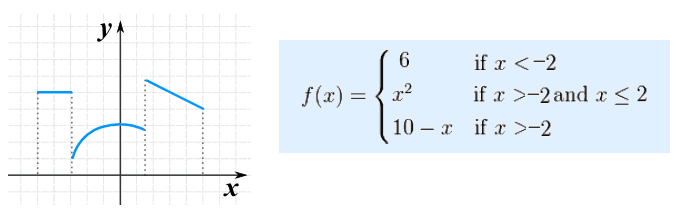 y
x
f(x) = { 6 if x <−2
x² if x >−2 and x ≤ 2
10 − x if x >−2